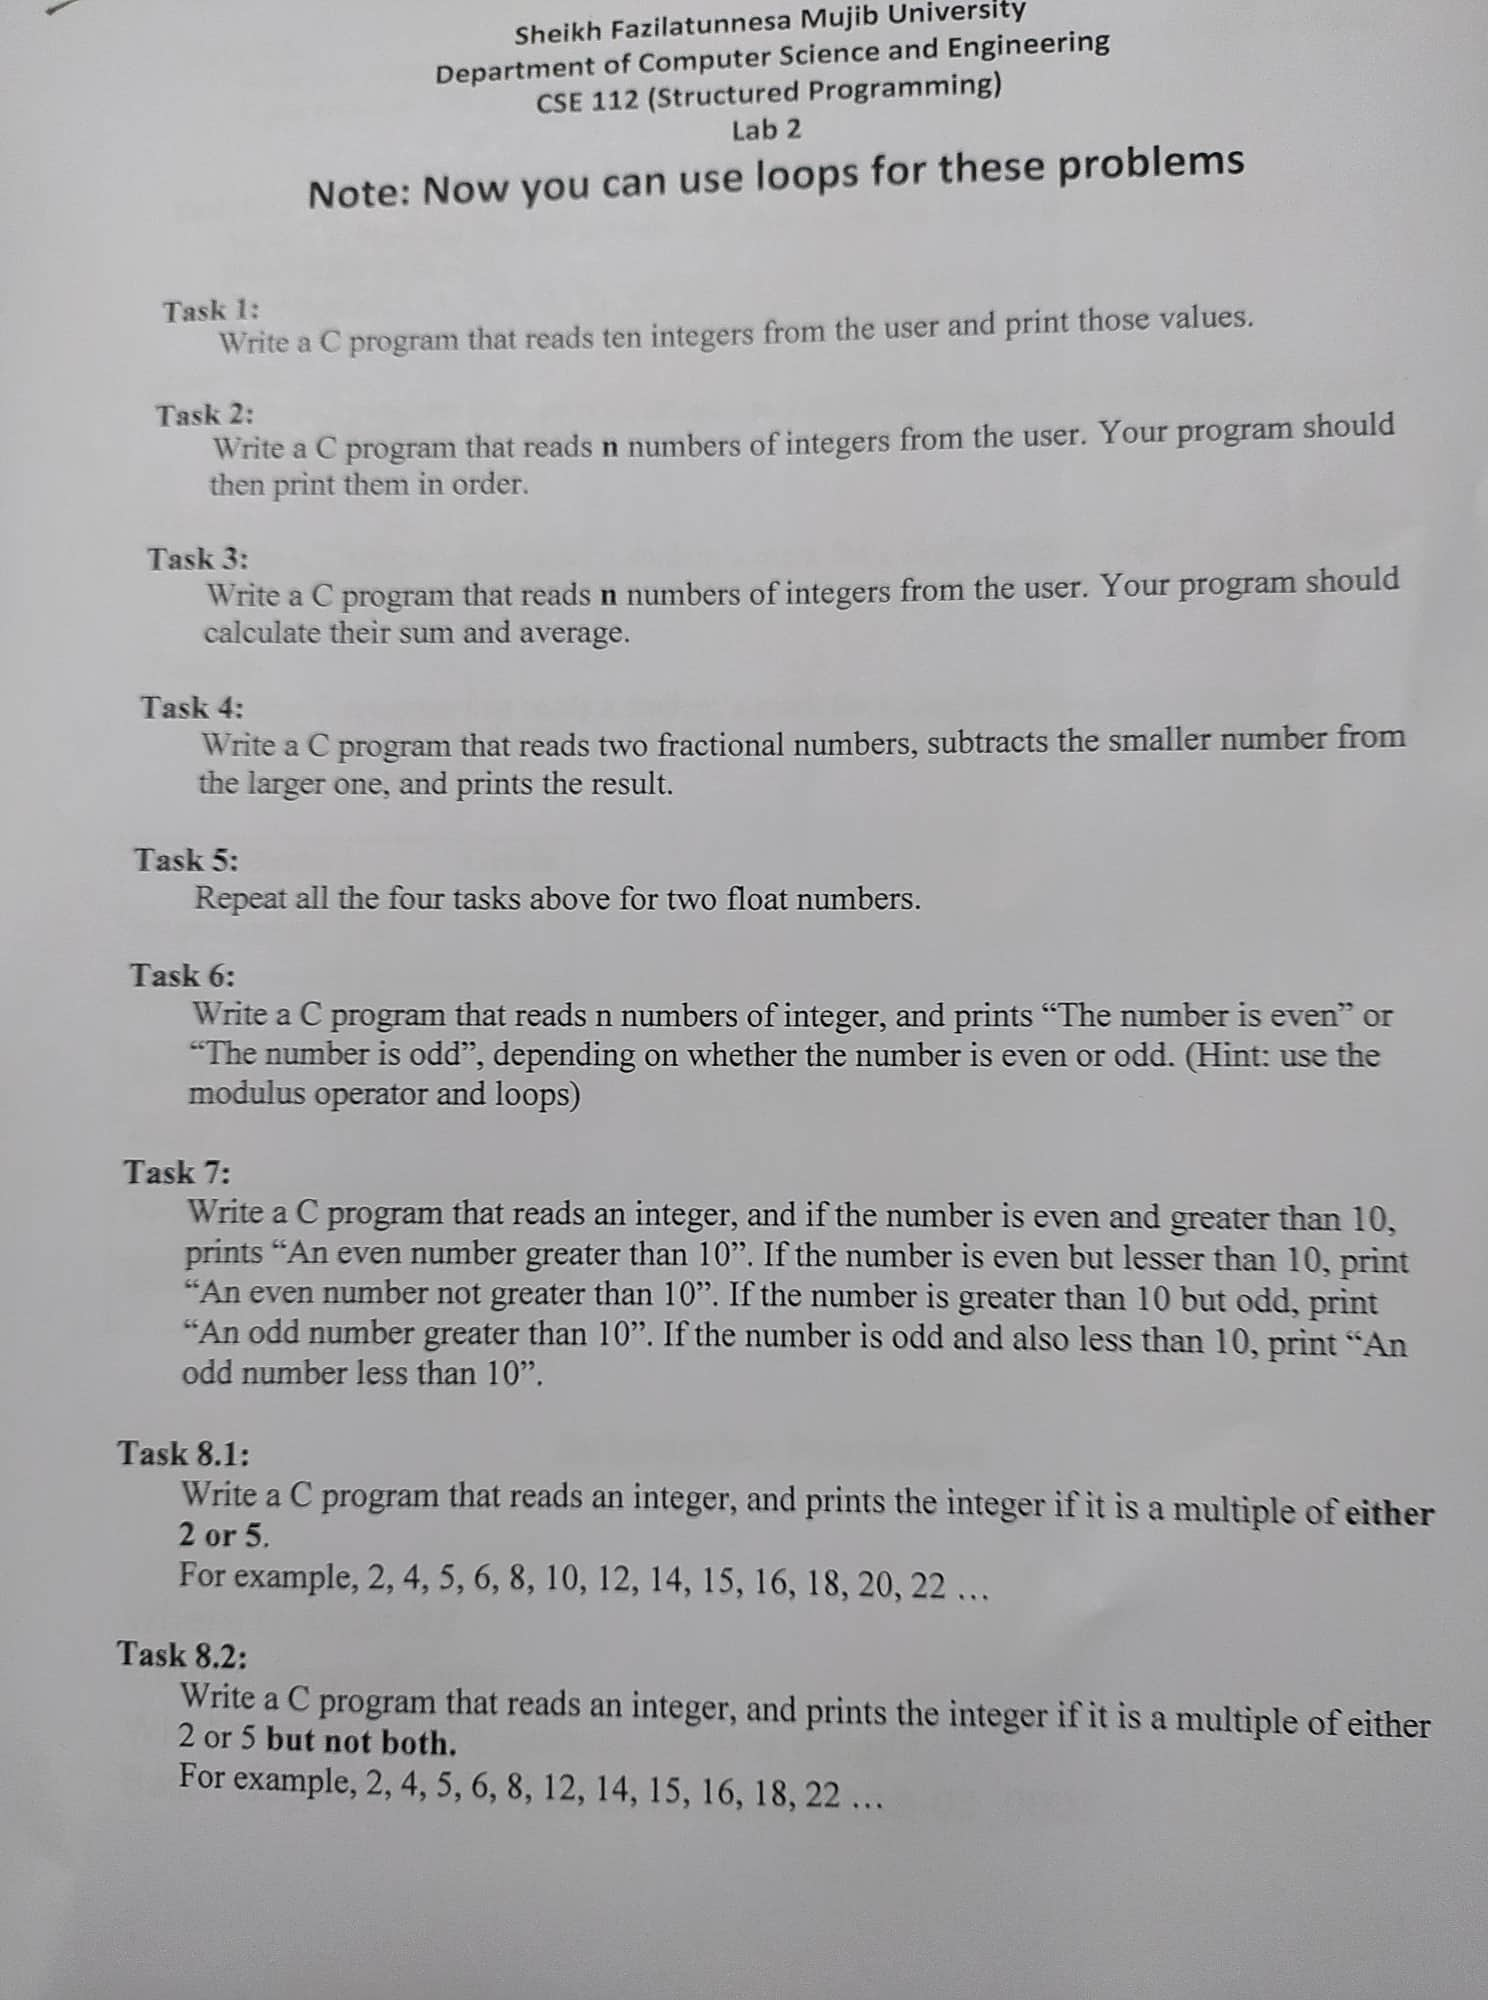 Sheikh Fazilatunnesa Mujib University
Department of Computer Science and Engineering
CSE 112 (Structured Programming)
Lab 2
Note: Now you can use loops for these problems
Task 1:
Write a C program that reads ten integers from the user and print those values.
Task 2:
Write a C program that reads n numbers of integers from the user. Your program should
then print them in order.
Task 3:
Write a C program that reads n numbers of integers from the user. Your program should
calculate their sum and average.
Task 4:
Write a C program that reads two fractional numbers, subtracts the smaller number from
the larger one, and prints the result.
Task 5:
Repeat all the four tasks above for two float numbers.
Task 6:
Write a C program that reads n numbers of integer, and prints “The number is even” or
“The number is odd”, depending on whether the number is even or odd. (Hint: use the
modulus operator and loops)
Task 7:
Write a C program that reads an integer, and if the number is even and greater than 10,
prints “An even number greater than 10”. If the number is even but lesser than 10, print
“An even number not greater than 10”. If the number is greater than 10 but odd, print
“An odd number greater than 10”. If the number is odd and also less than 10, print “An
odd number less than 10”.
Task 8.1:
Write a C program that reads an integer, and prints the integer if it is a multiple of either
2 or 5.
For example, 2, 4, 5, 6, 8, 10, 12, 14, 15, 16, 18, 20, 22 …
Task 8.2:
Write a C program that reads an integer, and prints the integer if it is a multiple of either
2 or 5 but not both.
For example, 2, 4, 5, 6, 8, 12, 14, 15, 16, 18, 22 …